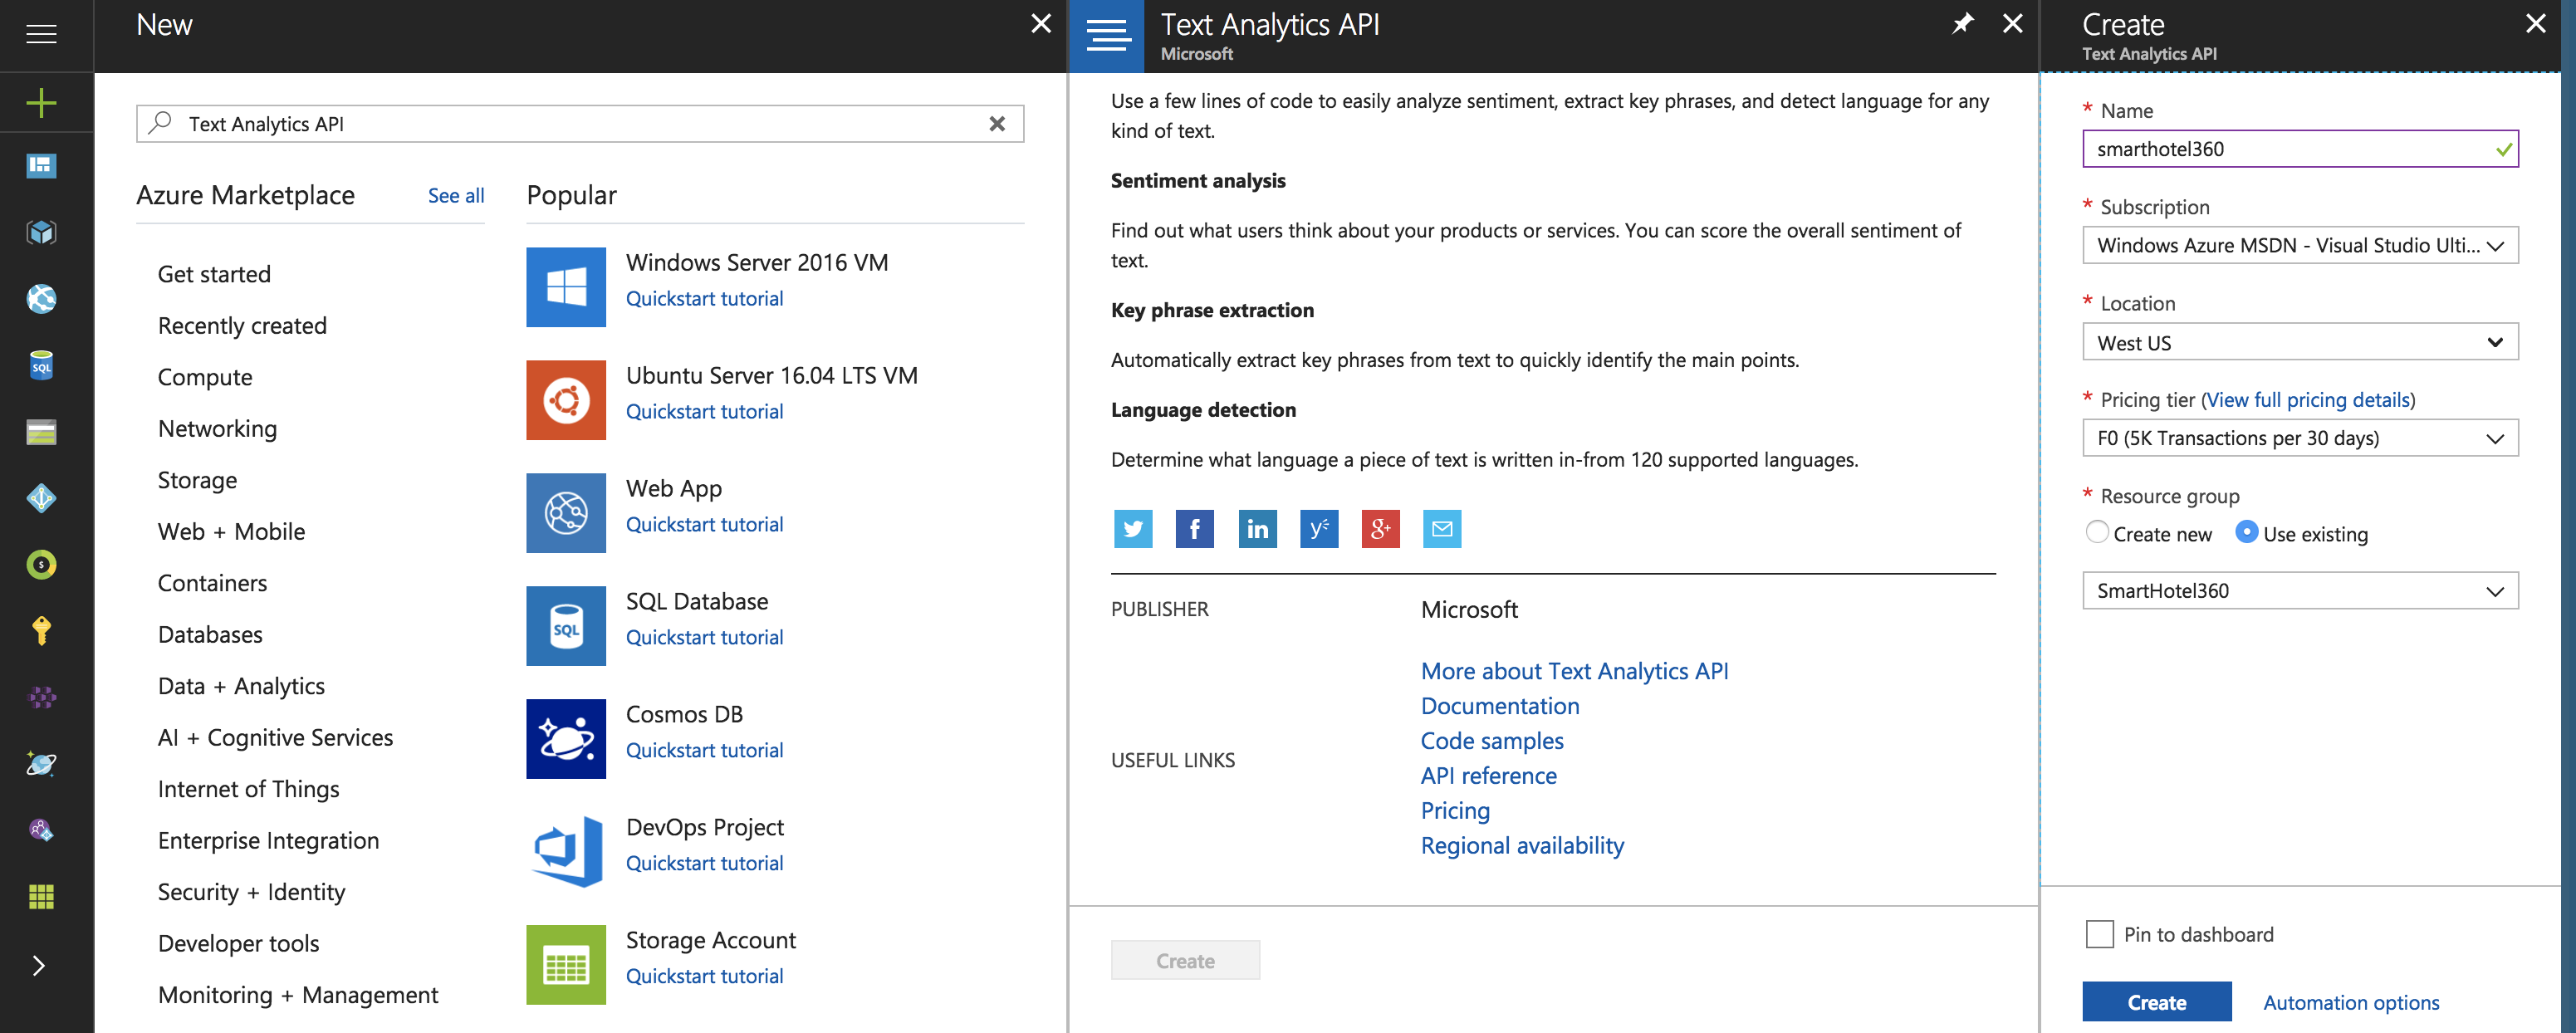 New
Text Analytics API
Azure Marketplace
See all
Get started
Recently created
Compute
Networking
Storage
Web + Mobile
Containers
Databases
Data + Analytics
AI + Cognitive Services
Internet of Things
Enterprise Integration
Security + Identity
Developer tools
Monitoring + Management
Popular
Windows Server 2016 VM
Quickstart tutorial
Ubuntu Server 16.04 LTS VM
Quickstart tutorial
Web App
Quickstart tutorial
SQL
SQL Database
Quickstart tutorial
Cosmos DB
Quickstart tutorial
DevOps Project
Quickstart tutorial
Storage Account
Quickstart tutorial
SQL
Text Analytics API
Microsoft
Use a few lines of code to easily analyze sentiment, extract key phrases, and detect language for any
kind of text.
Sentiment analysis
Find out what users think about your products or services. You can score the overall sentiment of
text.
Key phrase extraction
Automatically extract key phrases from text to quickly identify the main points.
Language detection
Determine what language a piece of text is written in-from 120 supported languages.
PUBLISHER
Microsoft
USEFUL LINKS
More about Text Analytics API
Documentation
Code samples
API reference
Pricing
Regional availability
Create
Create
Text Analytics API
* Name
smarthotel360
* Subscription
Windows Azure MSDN - Visual Studio Ulti...
* Location
West US
* Pricing tier (View full pricing details)
F0 (5K Transactions per 30 days)
* Resource group
Create new Use existing
SmartHotel360
Pin to dashboard
Create
Automation options